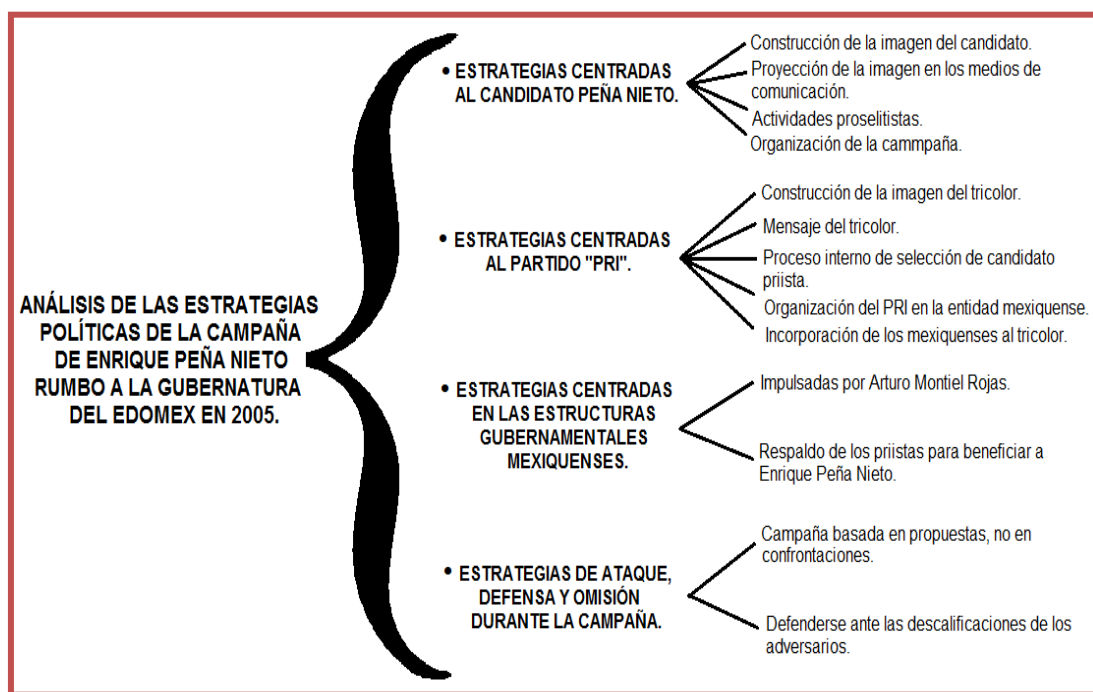 ANÁLISIS DE LAS ESTRATEGIAS
POLÍTICAS DE LA CAMPAÑA
DE ENRIQUE PEÑA NIETO
RUMBO A LA GUBERNATURA
DEL EDOMEX EN 2005.
• ESTRATEGIAS CENTRADAS
AL CANDIDATO PEÑA NIETO.
Construcción de la imagen del candidato.
Proyección de la imagen en los medios de
comunicación.
Actividades proselitistas.
Organización de la cammpaña.
• ESTRATEGIAS CENTRADAS
AL PARTIDO "PRI".
Construcción de la imagen del tricolor.
Mensaje del tricolor.
Proceso interno de selección de candidato
priista.
Organización del PRI en la entidad mexiquense.
Incorporación de los mexiquenses al tricolor.
• ESTRATEGIAS CENTRADAS
EN LAS ESTRUCTURAS
GUBERNAMENTALES
MEXIQUENSES.
Impulsadas por Arturo Montiel Rojas.
Respaldo de los priistas para beneficiar a
Enrique Peña Nieto.
• ESTRATEGIAS DE ATAQUE,
DEFENSA Y OMISIÓN
DURANTE LA CAMPAÑA.
Campaña basada en propuestas, no en
confrontaciones.
Defenderse ante las descalificaciones de los
adversarios.